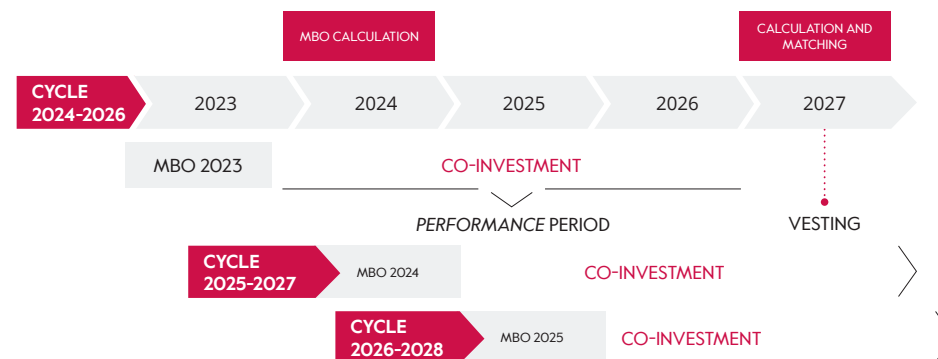 MBO CALCULATION
CALCULATION AND
MATCHING
CYCLE
2024-2026
2023
2024
2025
2026
2027
MBO 2023
CO-INVESTMENT
PERFORMANCE PERIOD
VESTING
CYCLE
2025-2027
MBO 2024
CO-INVESTMENT
CYCLE
2026-2028
MBO 2025
CO-INVESTMENT